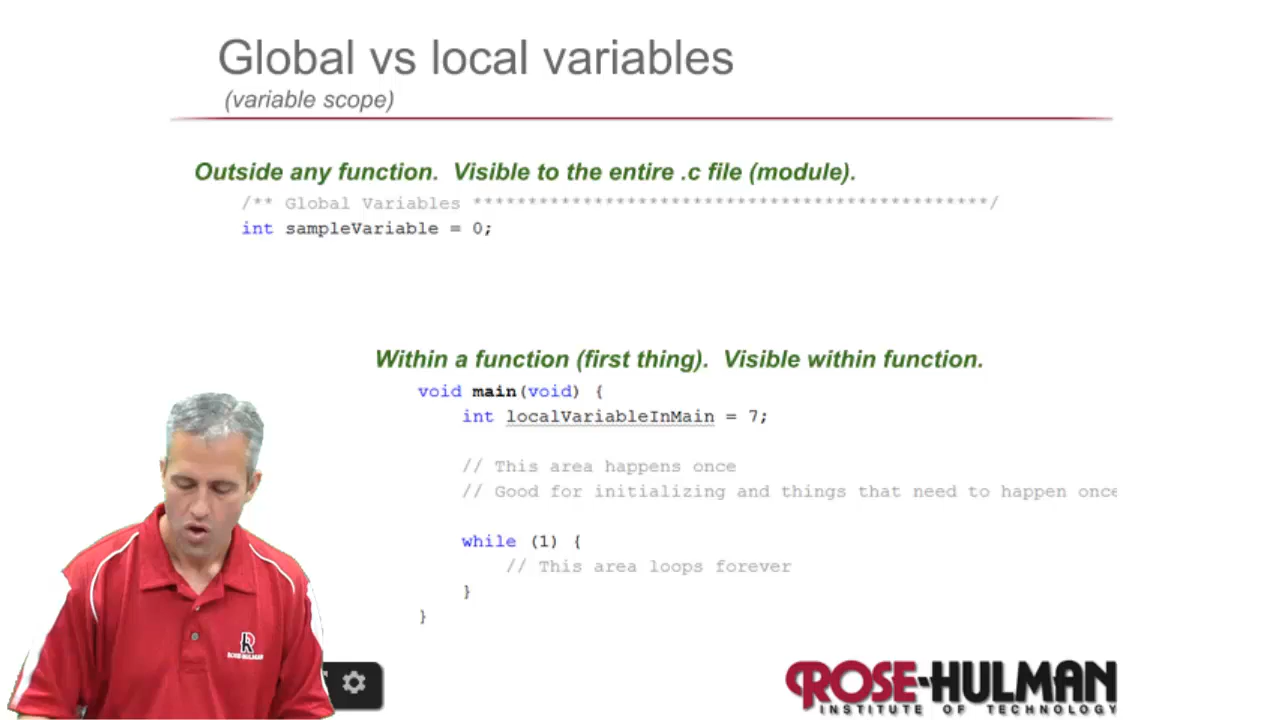 Global vs local variables
(variable scope)
Outside any function.  Visible to the entire .c file (module).
/** Global Variables ***********************************************/
int sampleVariable = 0;
Within a function (first thing).  Visible within function.
void main(void) {
int localVariableInMain = 7;
// This area happens once
// Good for initializing and things that need to happen once
while (1) {
// This area loops forever
}
}
ROSE-HULMAN
ROSE-HULMAN
INSTITUTE OF TECHNOLOGY